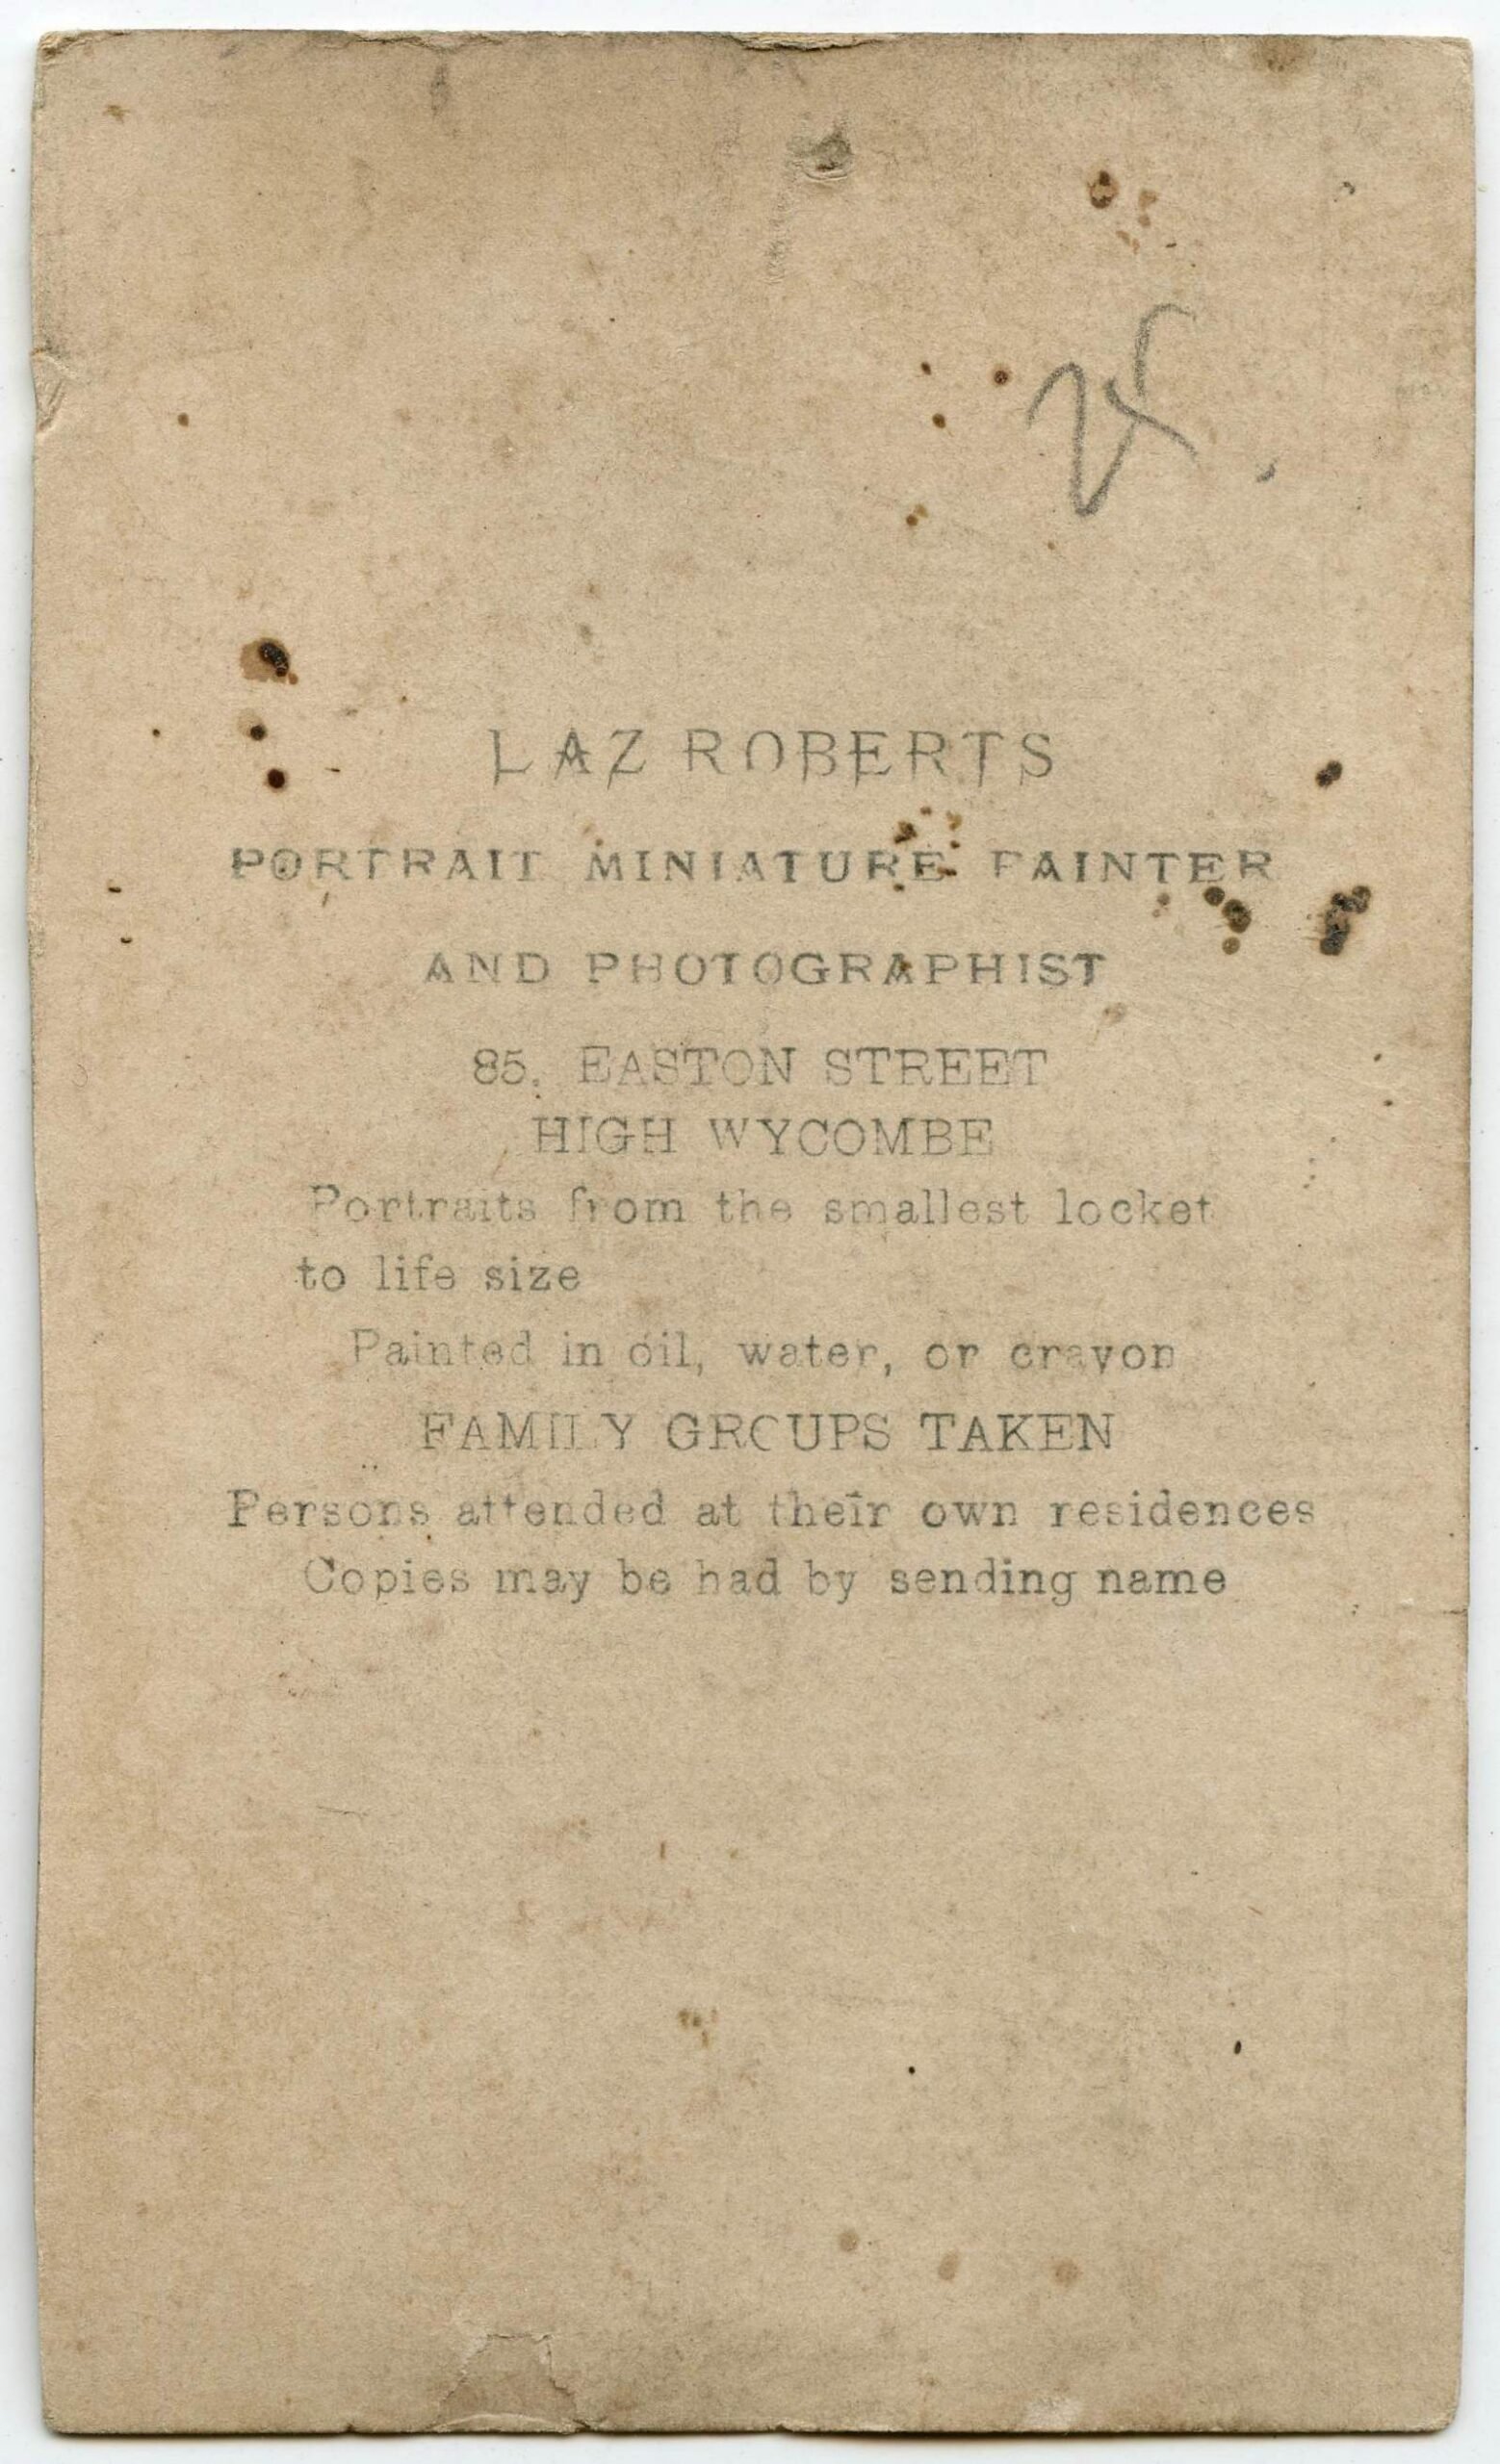 LAZ ROBERTS
PORTRAIT MINIATURE PAINTER
AND PHOTOGRAPHIST
85, EASTON STREET
HIGH WYCOMBE
Portraits from the smallest locket
to life size
Painted in oil, water, or crayon
FAMILY GROUPS TAKEN
Persons attended at their own residences
Copies may be had by sending name